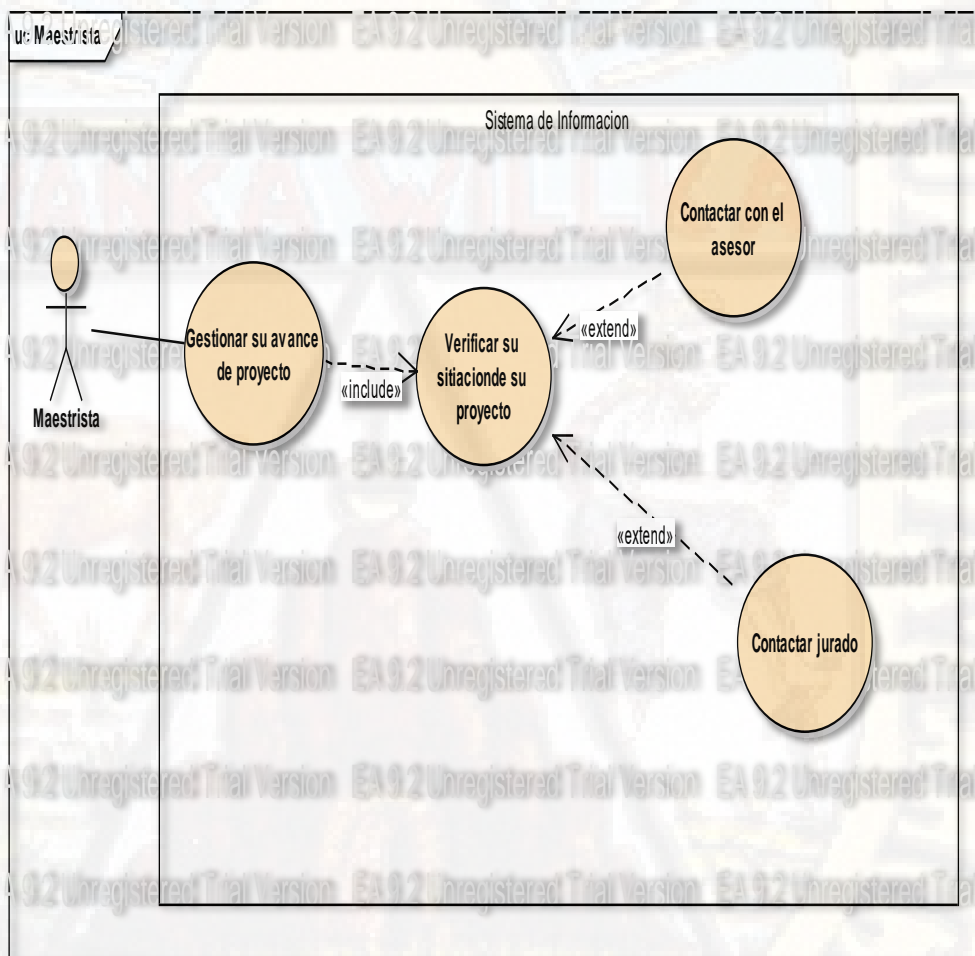 uc Maestrista
Sistema de Informacion
Contactar con el
asesor
Gestionar su avance
de proyecto
Verificar su
sitiacionde su
proyecto
«extend»
«include»
Maestrista
«extend»
Contactar jurado
EA 9.2 Unregistered Trial Version